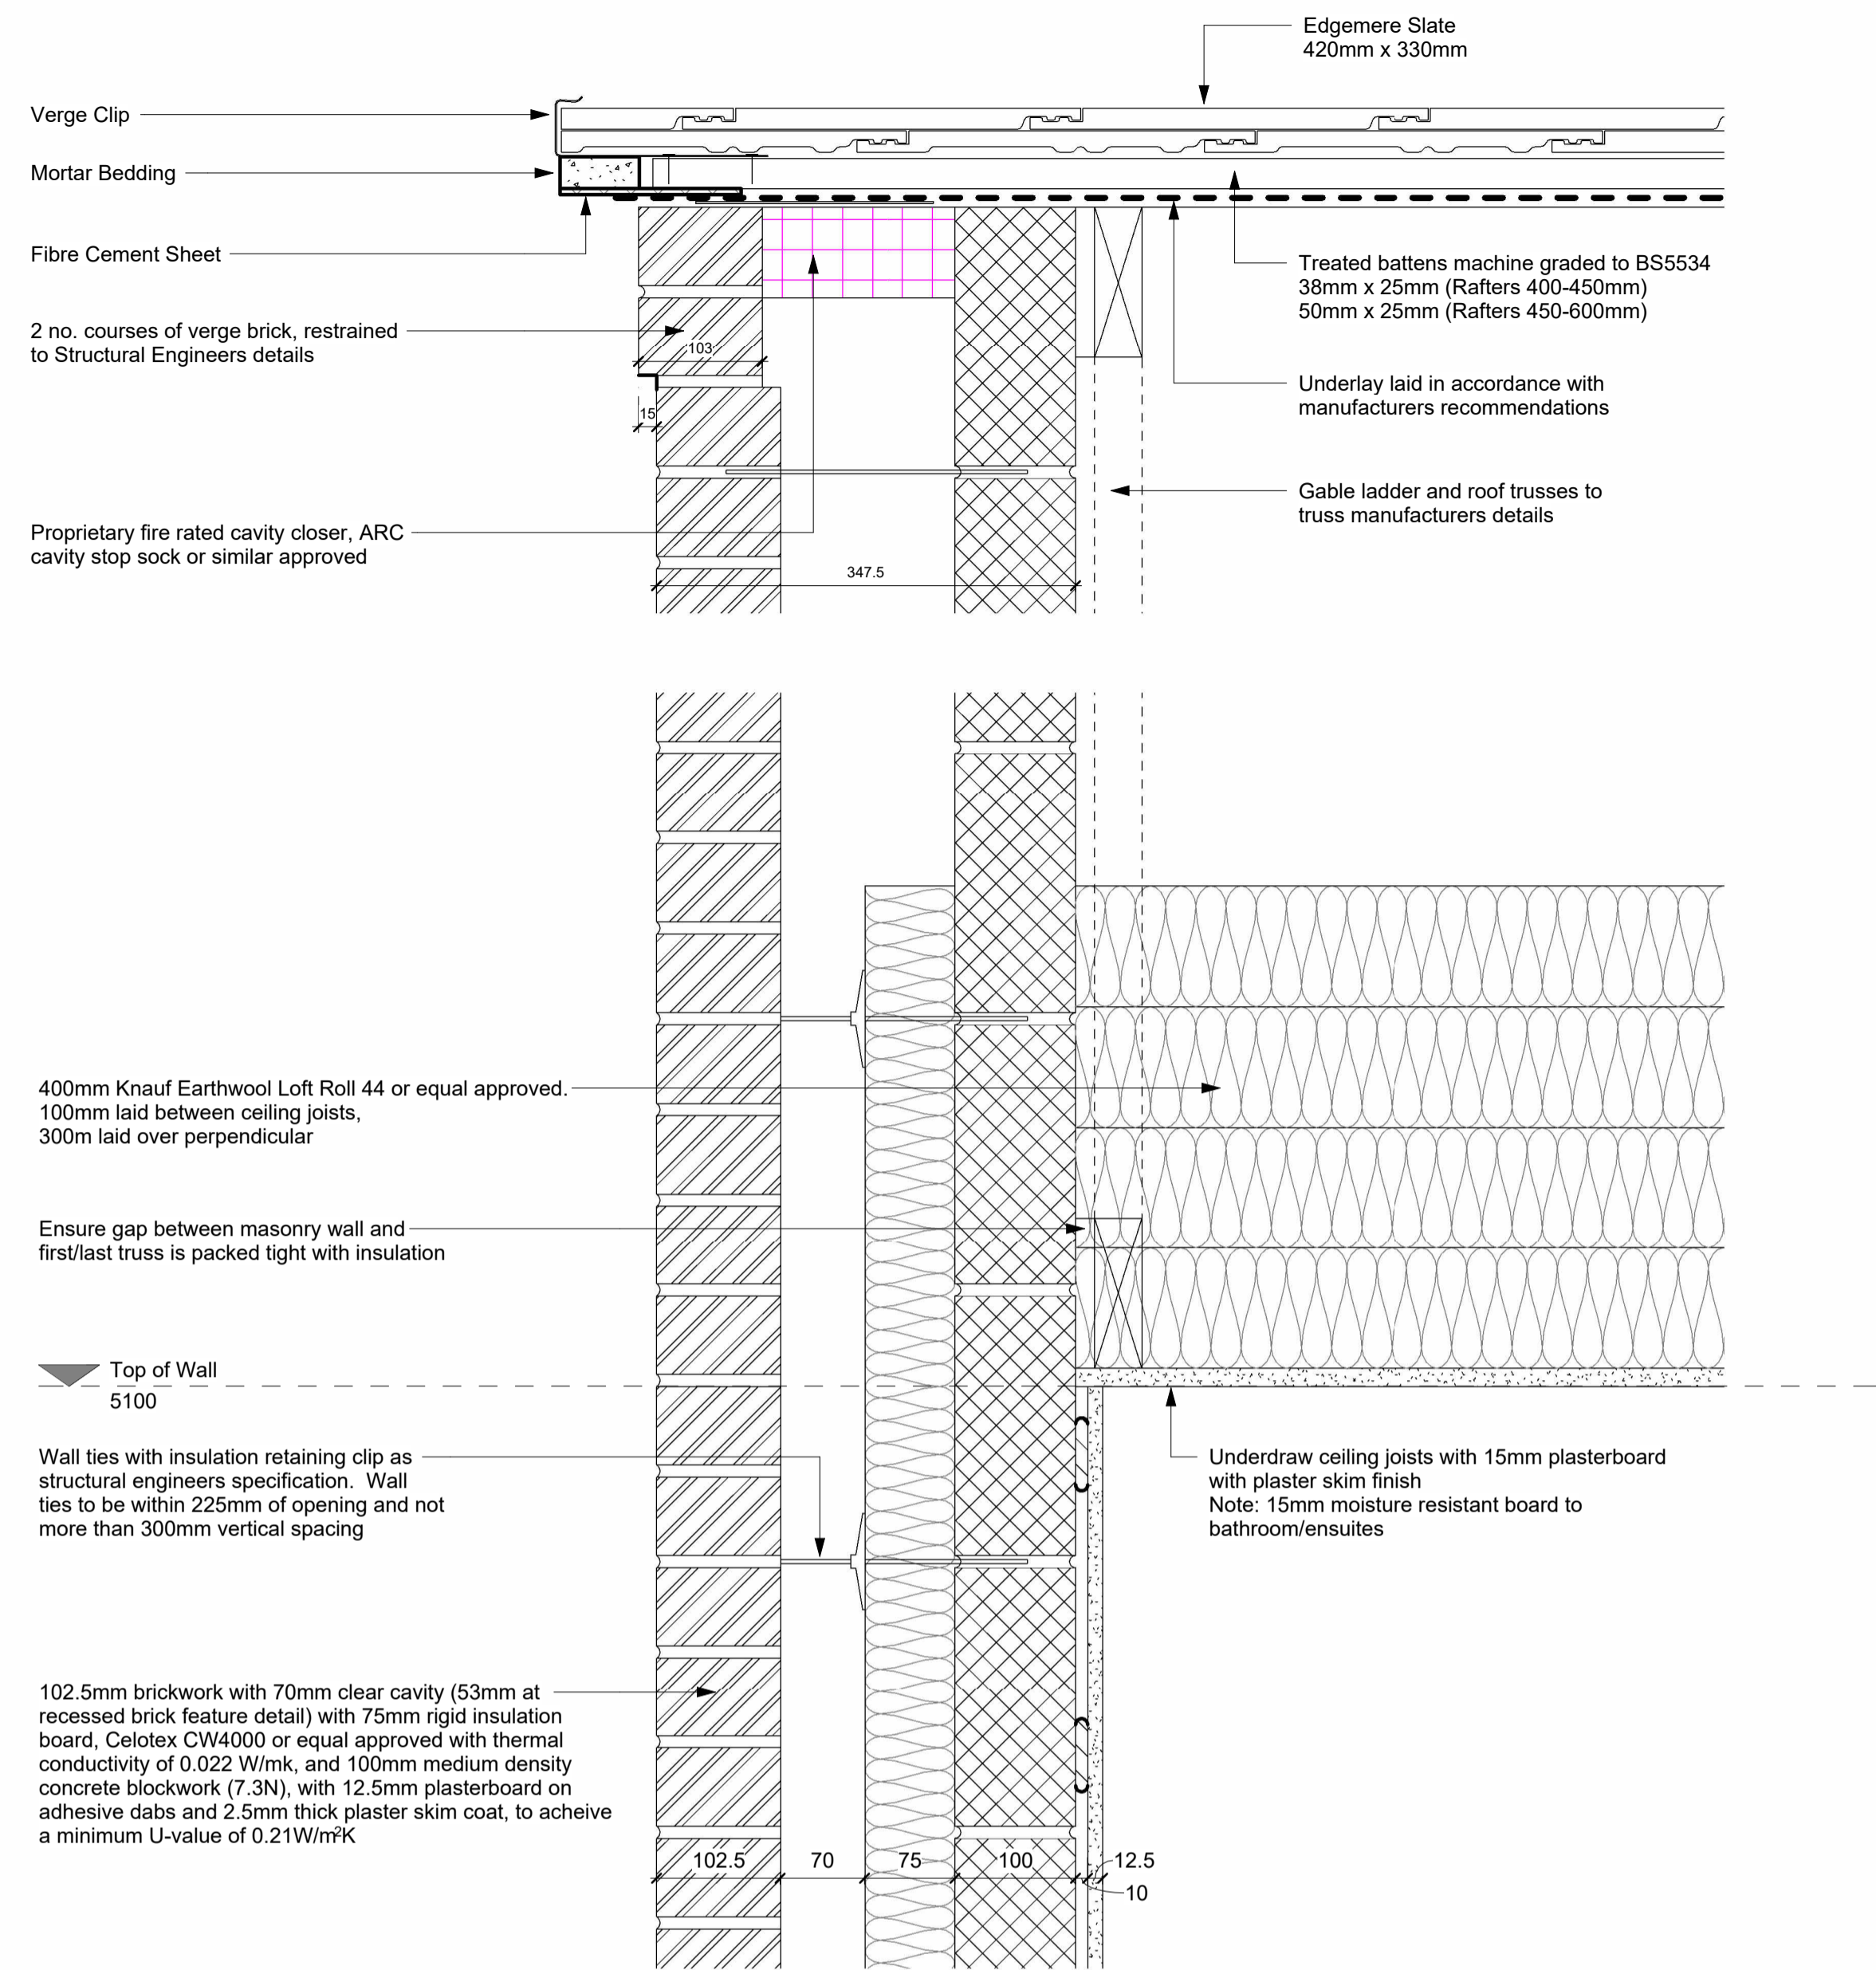 Edgemere Slate
420mm x 330mm
Verge Clip
Mortar Bedding
Fibre Cement Sheet
Treated battens machine graded to BS5534
38mm x 25mm (Rafters 400-450mm)
50mm x 25mm (Rafters 450-600mm)
2 no. courses of verge brick, restrained
to Structural Engineers details
103
Underlay laid in accordance with
manufacturers recommendations
15
Gable ladder and roof trusses to
truss manufacturers details
Proprietary fire rated cavity closer, ARC
cavity stop sock or similar approved
347.5
400mm Knauf Earthwool Loft Roll 44 or equal approved.
100mm laid between ceiling joists,
300m laid over perpendicular
Ensure gap between masonry wall and
first/last truss is packed tight with insulation
Top of Wall
5100
Wall ties with insulation retaining clip as
structural engineers specification. Wall
ties to be within 225mm of opening and not
more than 300mm vertical spacing
Underdraw ceiling joists with 15mm plasterboard
with plaster skim finish
Note: 15mm moisture resistant board to
bathroom/ensuites
102.5mm brickwork with 70mm clear cavity (53mm at
recessed brick feature detail) with 75mm rigid insulation
board, Celotex CW4000 or equal approved with thermal
conductivity of 0.022 W/mk, and 100mm medium density
concrete blockwork (7.3N), with 12.5mm plasterboard on
adhesive dabs and 2.5mm thick plaster skim coat, to acheive
a minimum U-value of 0.21W/m²K
102.5 70 75 100 12.5
10